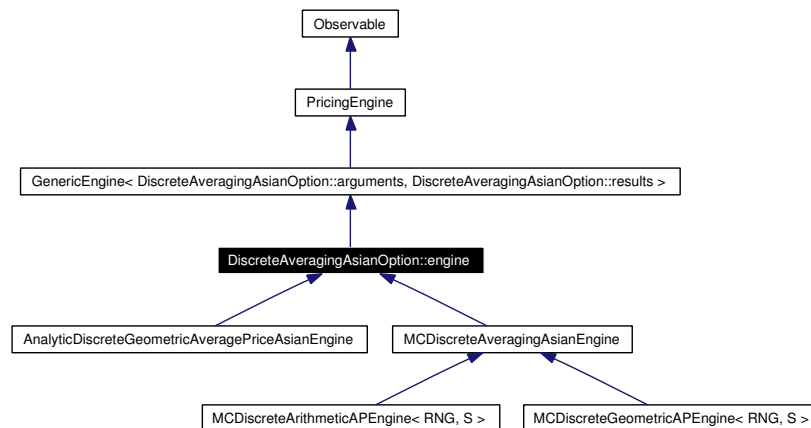 Observable
PricingEngine
GenericEngine< DiscreteAveragingAsianOption::arguments, DiscreteAveragingAsianOption::results >
DiscreteAveragingAsianOption::engine
AnalyticDiscreteGeometricAveragePriceAsianEngine
MCDiscreteAveragingAsianEngine
MCDiscreteArithmeticAPEngine< RNG, S >
MCDiscreteGeometricAPEngine< RNG, S >